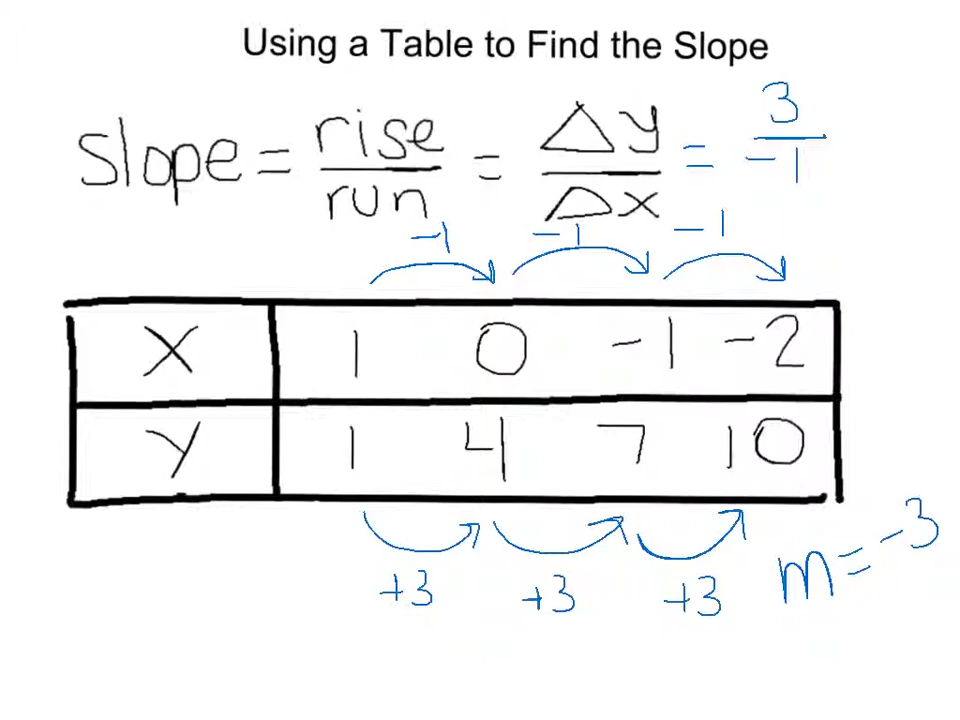 Using a Table to Find the Slope
slope = rise/run = Δy/Δx = 3/-1
-1 -1 -1
X 1 0 -1 -2
Y 1 4 7 10
+3 +3 +3
m = -3